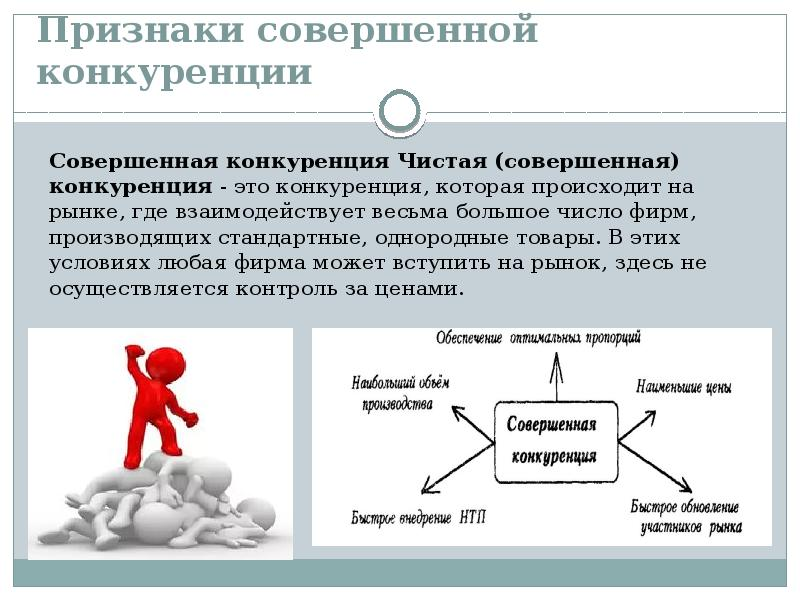 Признаки совершенной
конкуренции
Совершенная конкуренция Чистая (совершенная)
конкуренция - это конкуренция, которая происходит на
рынке, где взаимодействует весьма большое число фирм,
производящих стандартные, однородные товары. В этих
условиях любая фирма может вступить на рынок, здесь не
осуществляется контроль за ценами.
Обеспечение оптимальных пропорций
Наибольший объём
производства
Наименьшие цены
Совершенная
конкуренция
Быстрое внедрение НТП
Быстрое обновление
участников рынка